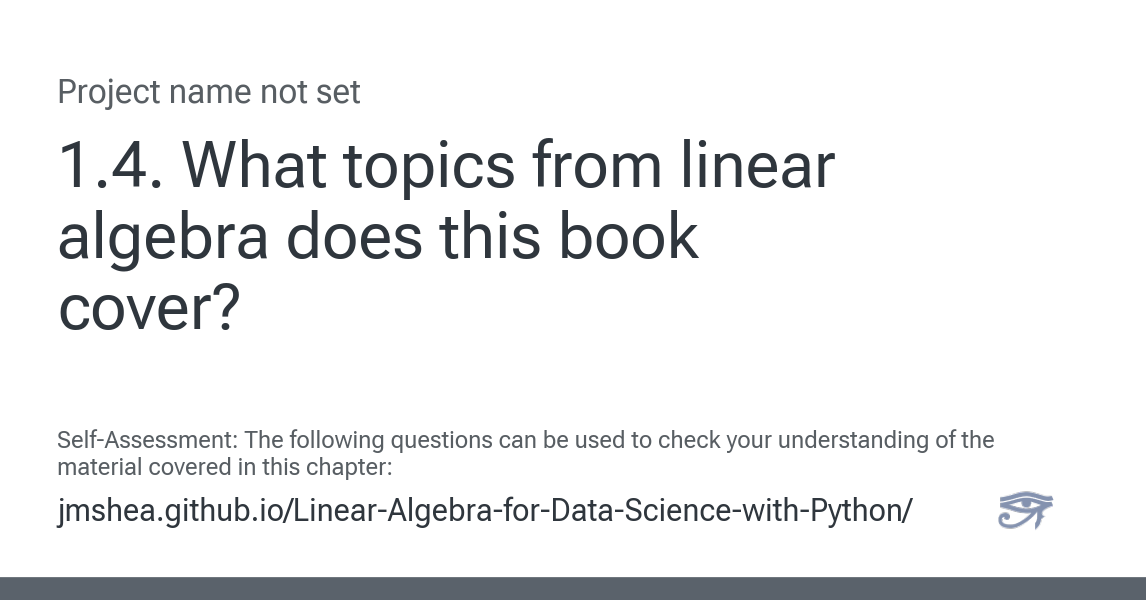 Project name not set
1.4. What topics from linear
algebra does this book
cover?
Self-Assessment: The following questions can be used to check your understanding of the
material covered in this chapter:
jmshea.github.io/Linear-Algebra-for-Data-Science-with-Python/